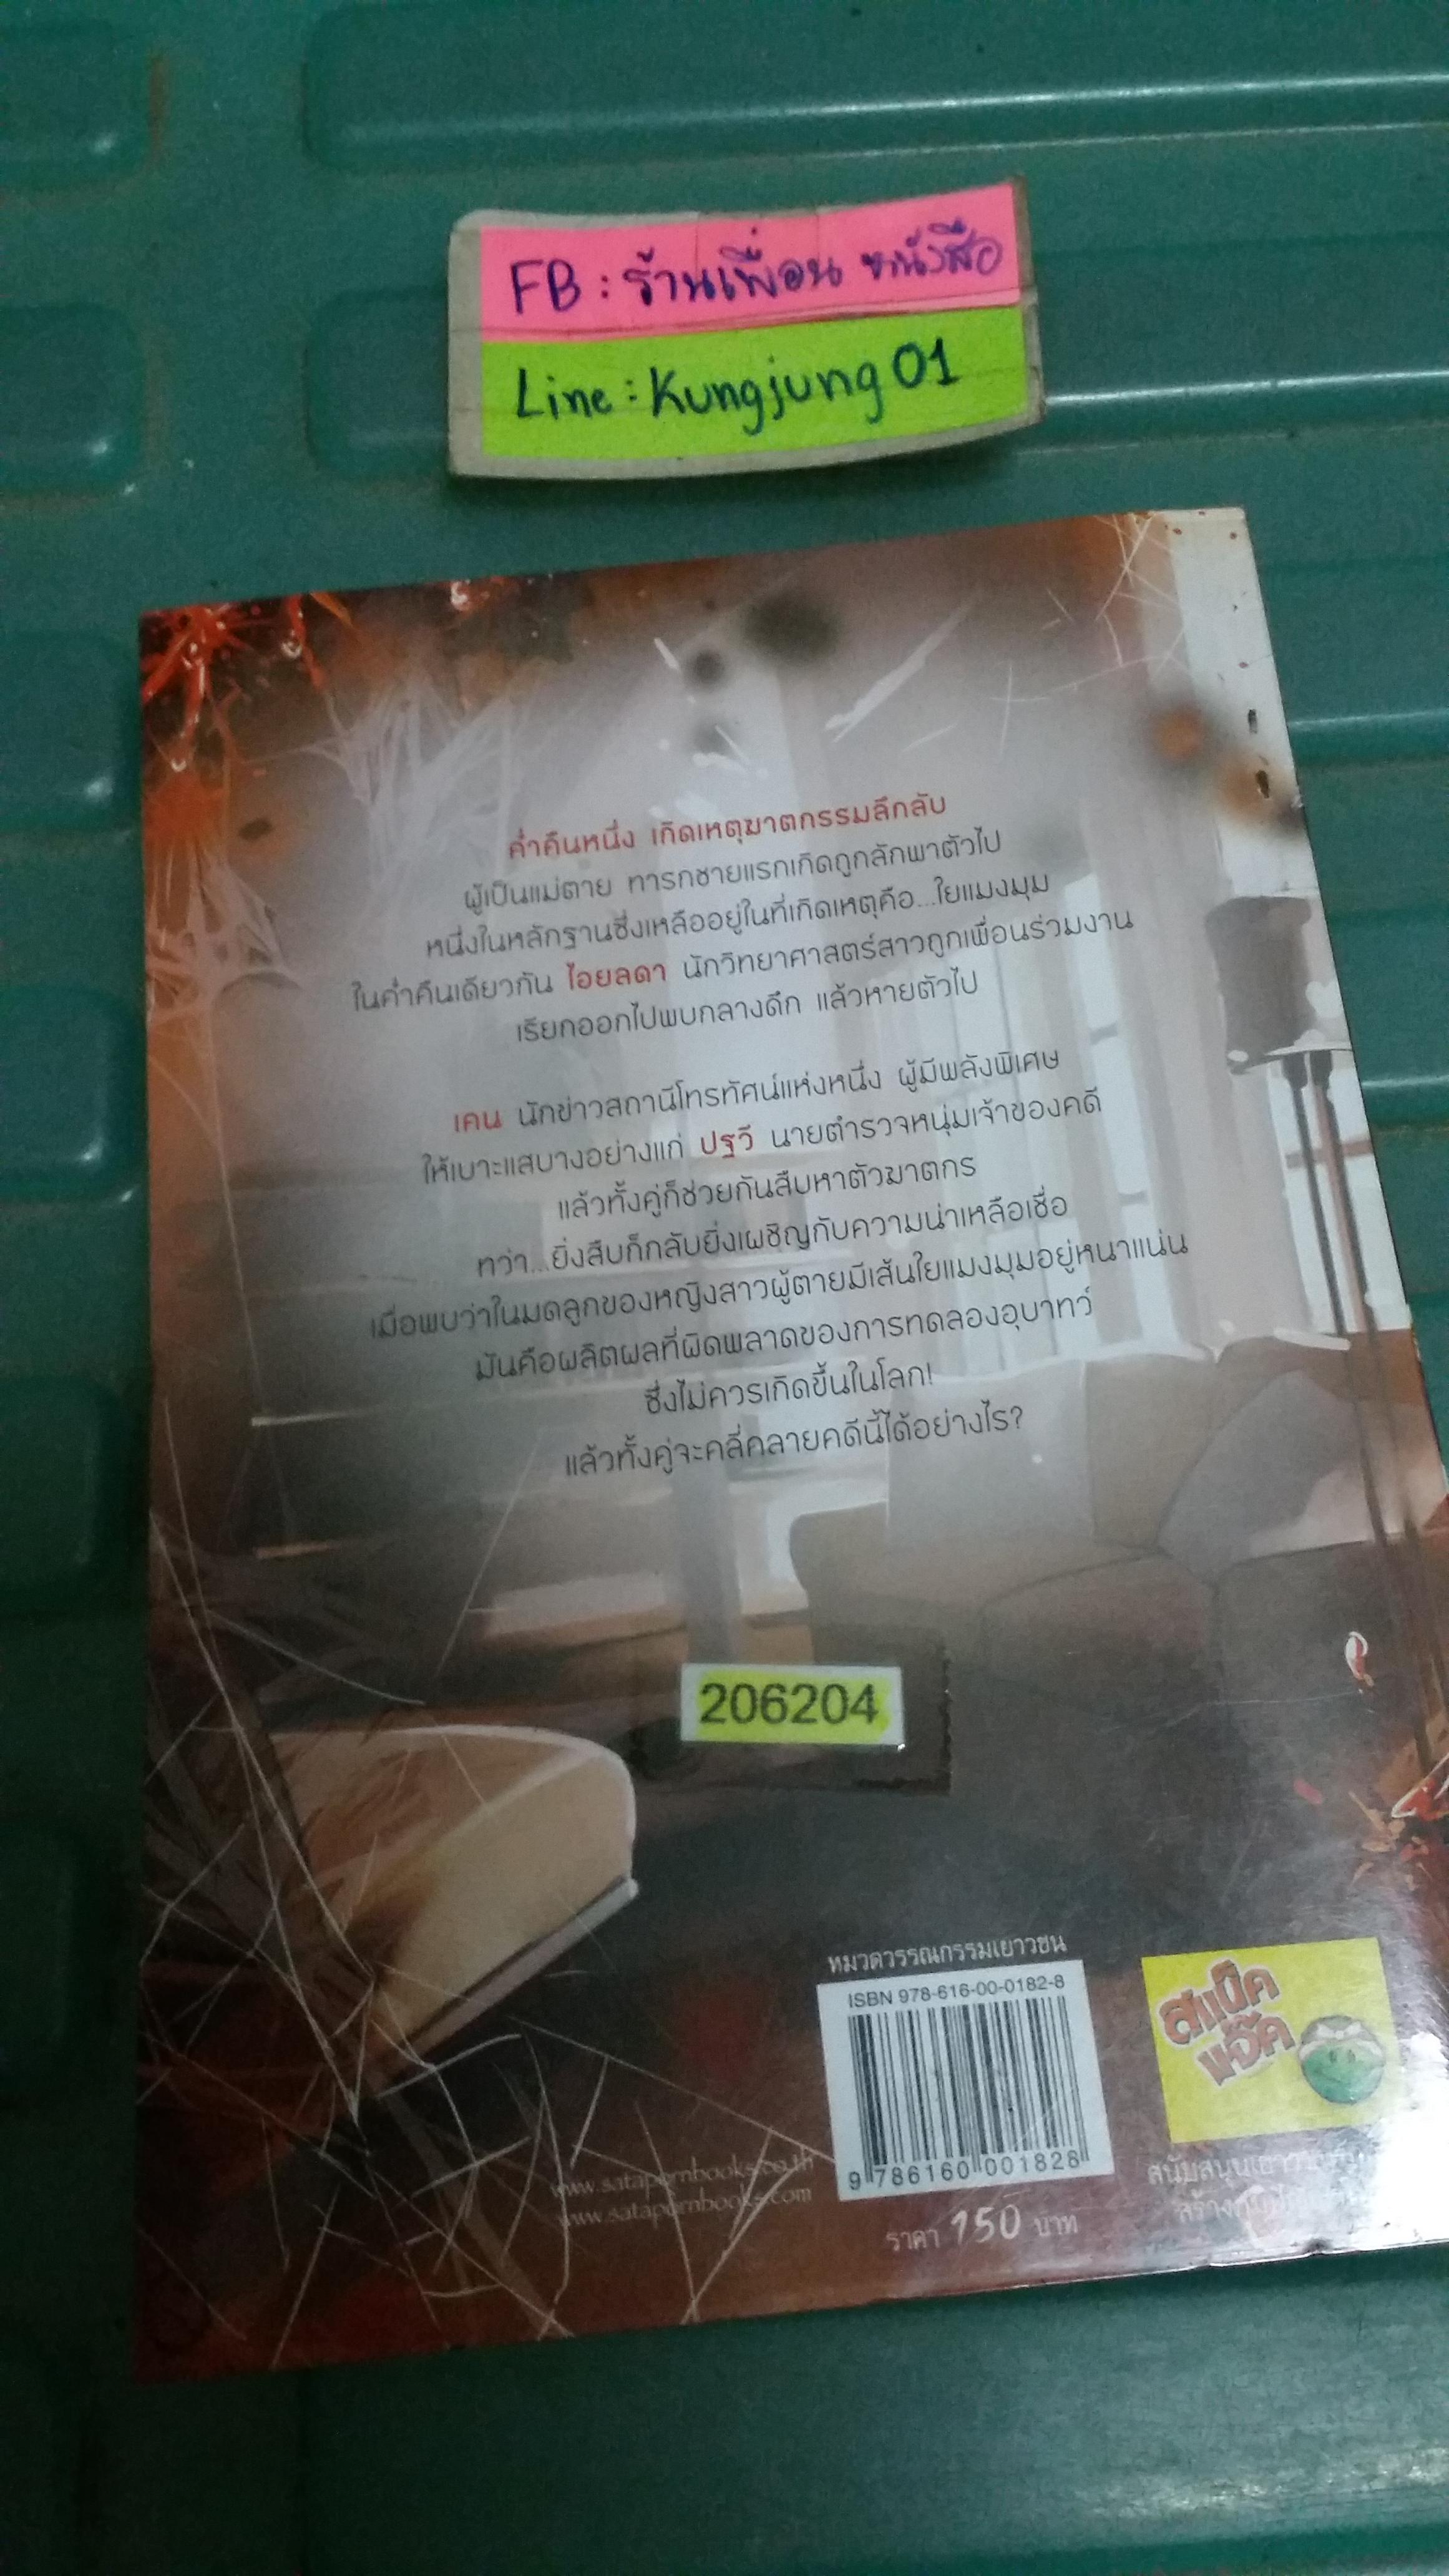 FB : ร้านเพื่อน หนังสือ
Line : Kungjung 01
ค่ำคืนหนึ่ง เกิดเหตุฆาตกรรมลึกลับ
ผู้เป็นแม่ตาย ทารกชายแรกเกิดถูกลักพาตัวไป
หนึ่งในหลักฐานซึ่งเหลืออยู่ในที่เกิดเหตุคือ...ใยแมงมุม
ในค่ำคืนเดียวกัน ไอยลดา นักวิทยาศาสตร์สาวถูกเพื่อนร่วมงาน
เรียกออกไปพบกลางดึก แล้วหายตัวไป
เคน นักข่าวสถานีโทรทัศน์แห่งหนึ่ง ผู้มีพลังพิเศษ
ให้เบาะแสบางอย่างแก่ ปฐวี นายตำรวจหนุ่มเจ้าของคดี
แล้วทั้งคู่ก็ช่วยกันสืบหาตัวฆาตกร
ทว่า...ยิ่งสืบก็กลับยิ่งเผชิญกับความน่าเหลือเชื่อ
เมื่อพบว่าในมดลูกของหญิงสาวผู้ตายมีเส้นใยแมงมุมอยู่หนาแน่น
มันคือผลิตผลที่ผิดพลาดของการทดลองอุบาทว์
ซึ่งไม่ควรเกิดขึ้นในโลก!
แล้วทั้งคู่จะคลี่คลายคดีนี้ได้อย่างไร?
206204
หมวดวรรณกรรมเยาวชน
ISBN 978-616-00-0182-8
9 786160 001828
ราคา 150 บาท
www.satapornbooks.co.th
www.satapornbooks.com
สแน็ค
แจ๊ค